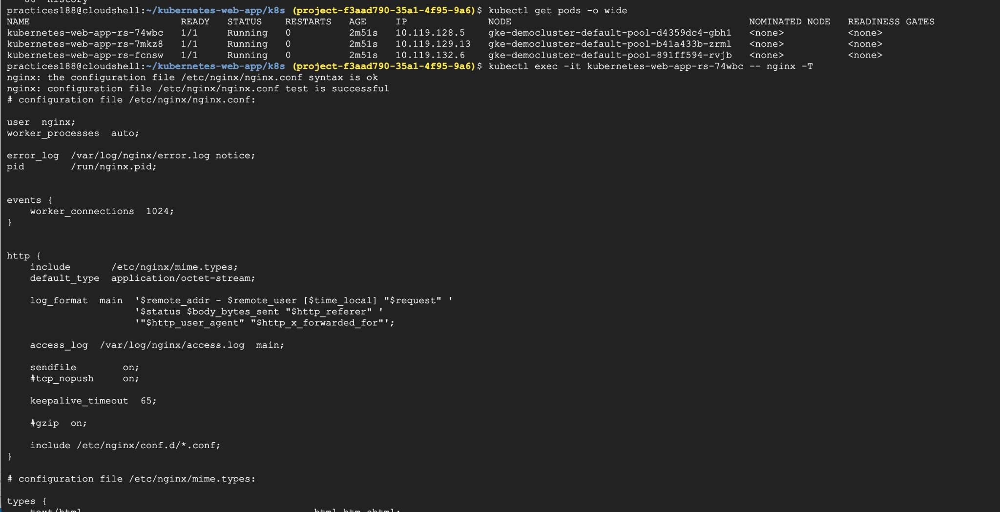 practices188@cloudshell:~/kubernetes-web-app/k8s (project-f3aad790-35a1-4f95-9a6)$ kubectl get pods -o wide
NAME READY STATUS RESTARTS AGE IP NODE NOMINATED NODE READINESS GATES
kubernetes-web-app-rs-74wbc 1/1 Running 0 2m51s 10.119.128.5 gke-democluster-default-pool-d4359dc4-gbh1 <none> <none>
kubernetes-web-app-rs-7mkz8 1/1 Running 0 2m51s 10.119.129.13 gke-democluster-default-pool-b41a433b-zrml <none> <none>
kubernetes-web-app-rs-fcnsw 1/1 Running 0 2m51s 10.119.132.6 gke-democluster-default-pool-891ff594-rvjb <none> <none>
practices188@cloudshell:~/kubernetes-web-app/k8s (project-f3aad790-35a1-4f95-9a6)$ kubectl exec -it kubernetes-web-app-rs-74wbc -- nginx -T
nginx: the configuration file /etc/nginx/nginx.conf syntax is ok
nginx: configuration file /etc/nginx/nginx.conf test is successful
# configuration file /etc/nginx/nginx.conf:
user  nginx;
worker_processes  auto;
error_log  /var/log/nginx/error.log notice;
pid        /run/nginx.pid;
events {
    worker_connections  1024;
}
http {
    include       /etc/nginx/mime.types;
    default_type  application/octet-stream;
    log_format  main  '$remote_addr - $remote_user [$time_local] "$request" '
                      '$status $body_bytes_sent "$http_referer" '
                      '"$http_user_agent" "$http_x_forwarded_for"';
    access_log  /var/log/nginx/access.log  main;
    sendfile        on;
    #tcp_nopush     on;
    keepalive_timeout  65;
    #gzip  on;
    include /etc/nginx/conf.d/*.conf;
}
# configuration file /etc/nginx/mime.types:
types {
    text/html                                        html htm shtml;